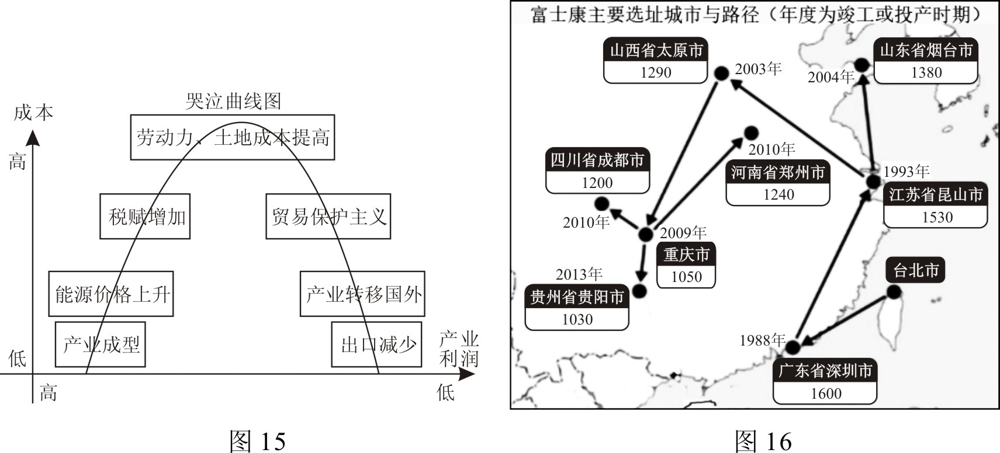 哭泣曲线图
成本
高
劳动力、土地成本提高
税赋增加
贸易保护主义
能源价格上升
产业转移国外
产业成型
出口减少
产业
利润
低
高
低
图 15
富士康主要选址城市与路径（年度为竣工或投产时期）
山西省太原市
1290
2003年
山东省烟台市
1380
2004年
2010年
河南省郑州市
1240
四川省成都市
1200
2010年
1993年
江苏省昆山市
1530
2009年
重庆市
1050
2013年
贵州省贵阳市
1030
台北市
1988年
广东省深圳市
1600
图 16